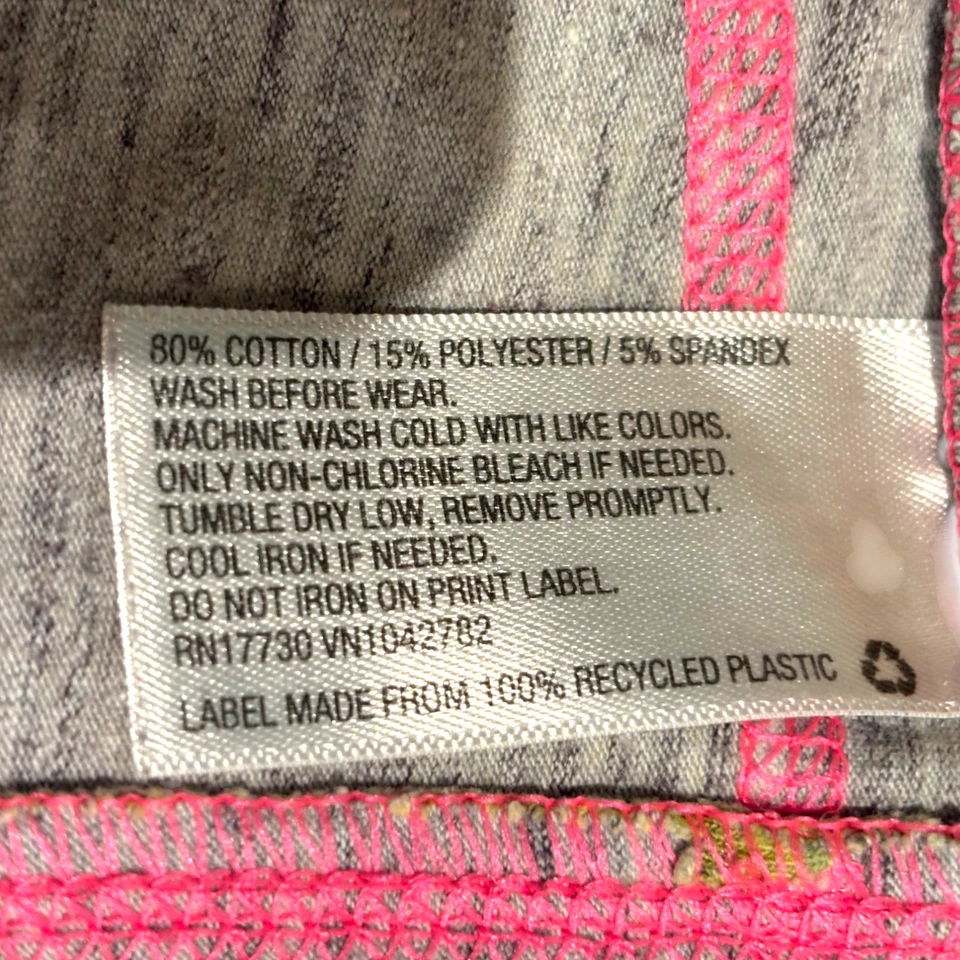 80% COTTON / 15% POLYESTER / 5% SPANDEX
WASH BEFORE WEAR.
MACHINE WASH COLD WITH LIKE COLORS.
ONLY NON-CHLORINE BLEACH IF NEEDED.
TUMBLE DRY LOW, REMOVE PROMPTLY.
COOL IRON IF NEEDED.
DO NOT IRON ON PRINT LABEL.
RN17730 VN1042782
LABEL MADE FROM 100% RECYCLED PLASTIC